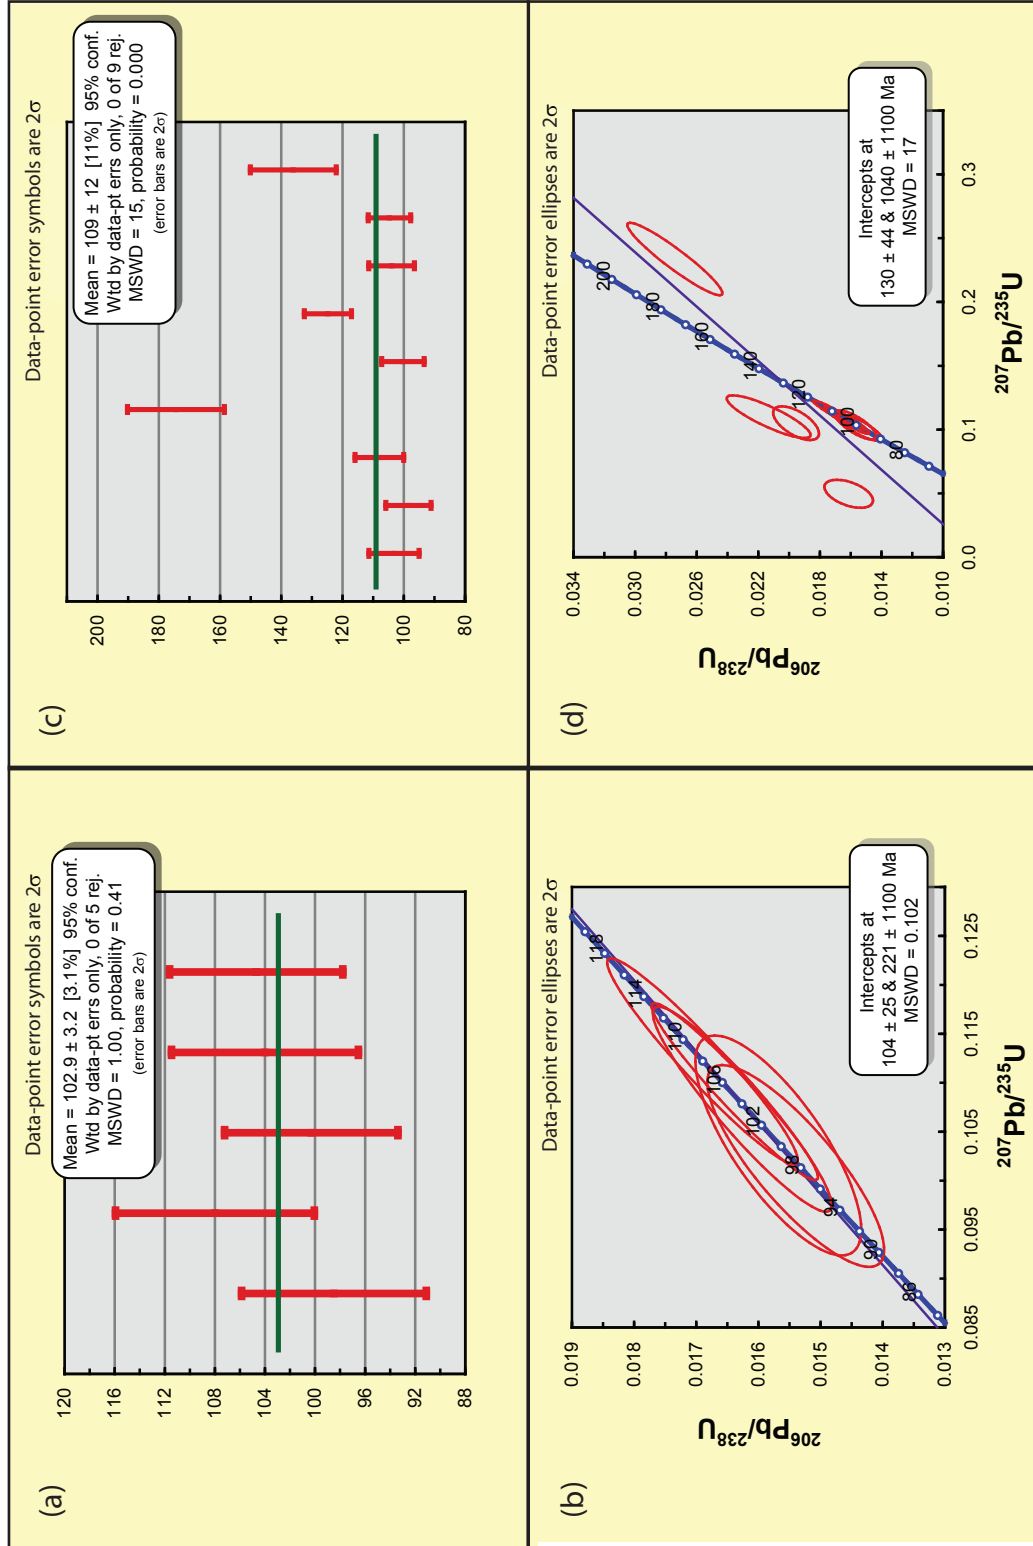 (a)
Data-point error symbols are 2σ
Mean = 102.9 ± 3.2 [3.1%] 95% conf.
Wtd by data-pt errs only, 0 of 5 rej.
MSWD = 1.00, probability = 0.41
(error bars are 2σ)
120
116
112
108
104
100
96
92
88
(c)
Data-point error symbols are 2σ
Mean = 109 ± 12 [11%] 95% conf.
Wtd by data-pt errs only, 0 of 9 rej.
MSWD = 15, probability = 0.000
(error bars are 2σ)
200
180
160
140
120
100
80
(b)
Data-point error ellipses are 2σ
0.019
0.018
0.017
0.016
0.015
0.014
0.013
206Pb/238U
118
114
110
106
102
98
94
90
86
Intercepts at
104 ± 25 & 221 ± 1100 Ma
MSWD = 0.102
0.085
0.095
0.105
0.115
0.125
207Pb/235U
(d)
Data-point error ellipses are 2σ
0.034
0.030
0.026
0.022
0.018
0.014
0.010
206Pb/238U
200
180
160
140
120
100
80
Intercepts at
130 ± 44 & 1040 ± 1100 Ma
MSWD = 17
0.0
0.1
0.2
0.3
207Pb/235U